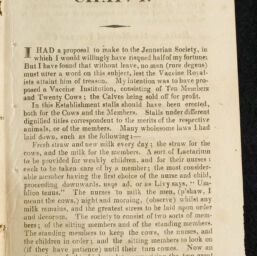 CHAP. I.
I HAD a proposal to make to the Jennerian Society, in
which I would willingly have risqued half my fortune.
But I have found that without leave, no men (rare degens)
must utter a word on this subject, lest the Vaccine Royal-
ists attaint him of treason. My intention was to have pro-
posed a Vaccine Institution, consisting of Ten Members
and Twenty Cows; the Calves being sold off for profit.
In this Establishment stalls should have been erected,
both for the Cows and the Members. Stalls under different
dignified titles correspondent to the merits of the respective
animals, or of the members. Many wholesome laws I had
laid down, such as the following:—
Fresh straw and new milk every day; the straw for the
cows, and the milk for the members. A sort of Lactarium
to be provided for weekly children, and for their nurses:
each to be taken care of by a member; the most consider-
able member having the first choice of the nurse and child,
proceeding downwards, usque ad, or as Livy says, "
The nurses to milk the men, (p'shaw, I
meant the cows,) night and morning, (observe) whilst any
milk remains, and the greatest stress to be laid upon order
and decorum. The society to consist of two sorts of mem-
bers; of the sitting members and of the standing members.
The standing members to keep the cows, the nurses, and
the children in order; and the sitting members to look on
(if they have patience) until their turn comes. Now an